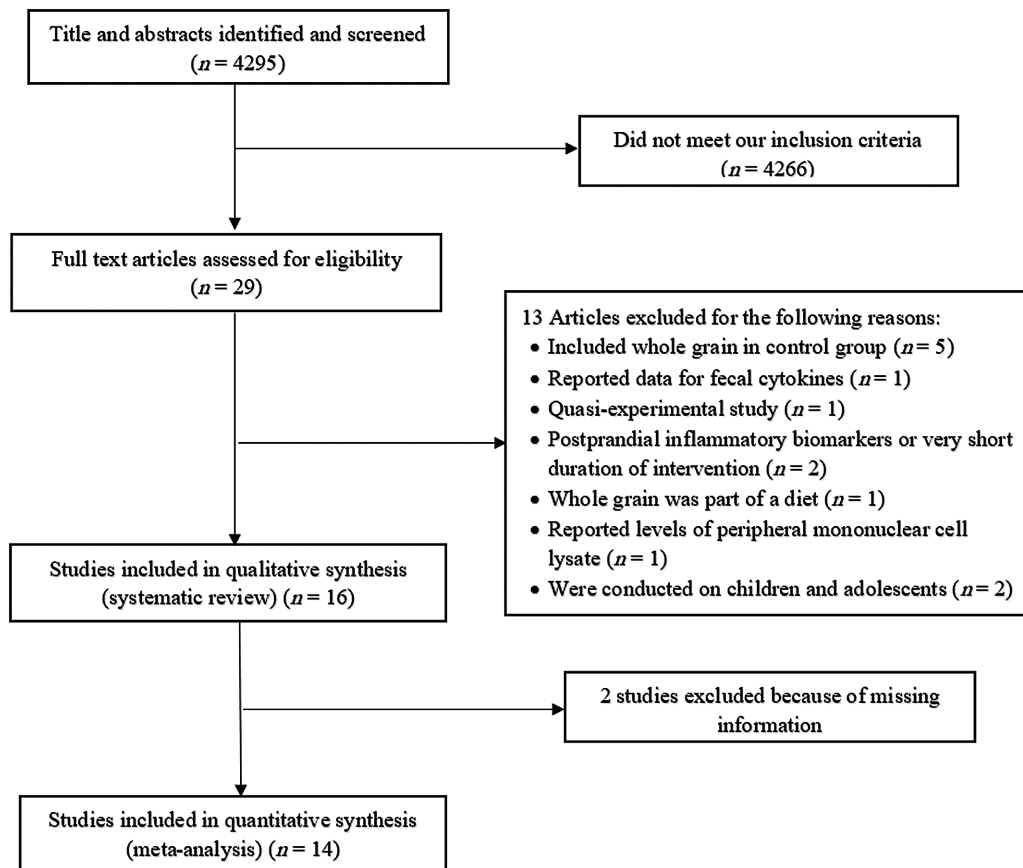 Title and abstracts identified and screened
(n = 4295)
Did not meet our inclusion criteria
(n = 4266)
Full text articles assessed for eligibility
(n = 29)
13 Articles excluded for the following reasons:
• Included whole grain in control group (n = 5)
• Reported data for fecal cytokines (n = 1)
• Quasi-experimental study (n = 1)
• Postprandial inflammatory biomarkers or very short
duration of intervention (n = 2)
• Whole grain was part of a diet (n = 1)
• Reported levels of peripheral mononuclear cell
lysate (n = 1)
• Were conducted on children and adolescents (n = 2)
Studies included in qualitative synthesis
(systematic review) (n = 16)
2 studies excluded because of missing
information
Studies included in quantitative synthesis
(meta-analysis) (n = 14)